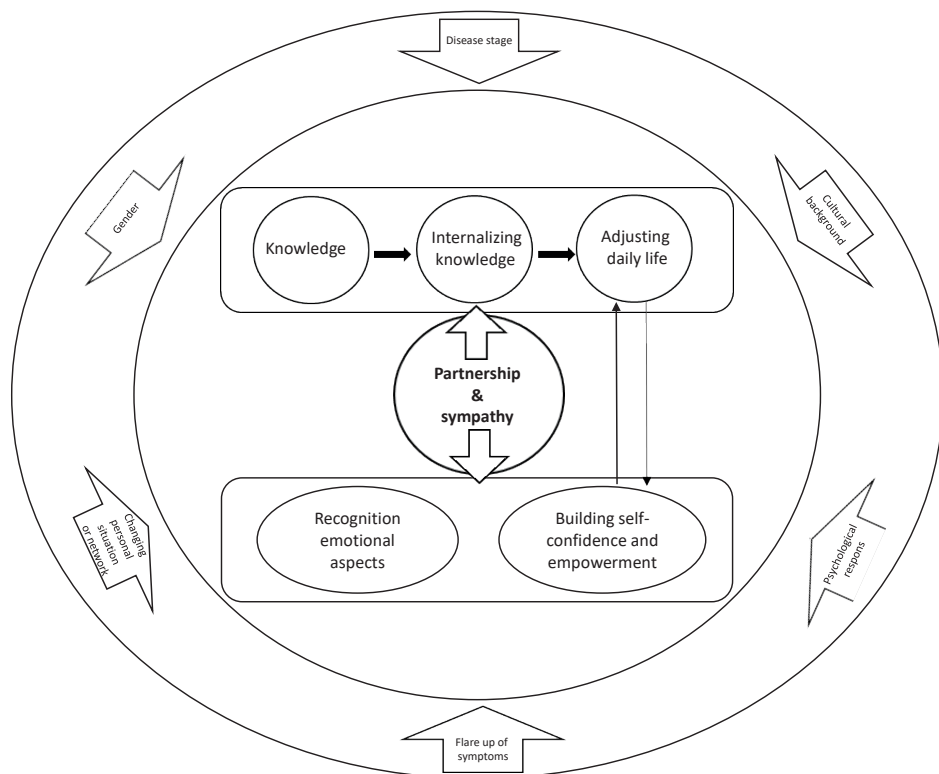 Disease stage
Gender
Cultural
background
Knowledge
Internalizing
knowledge
Adjusting
daily life
Partnership
&
sympathy
Recognition
emotional
aspects
Building self-
confidence and
empowerment
Changing
personal
situation
or network
Psychological
respons
Flare up of
symptoms